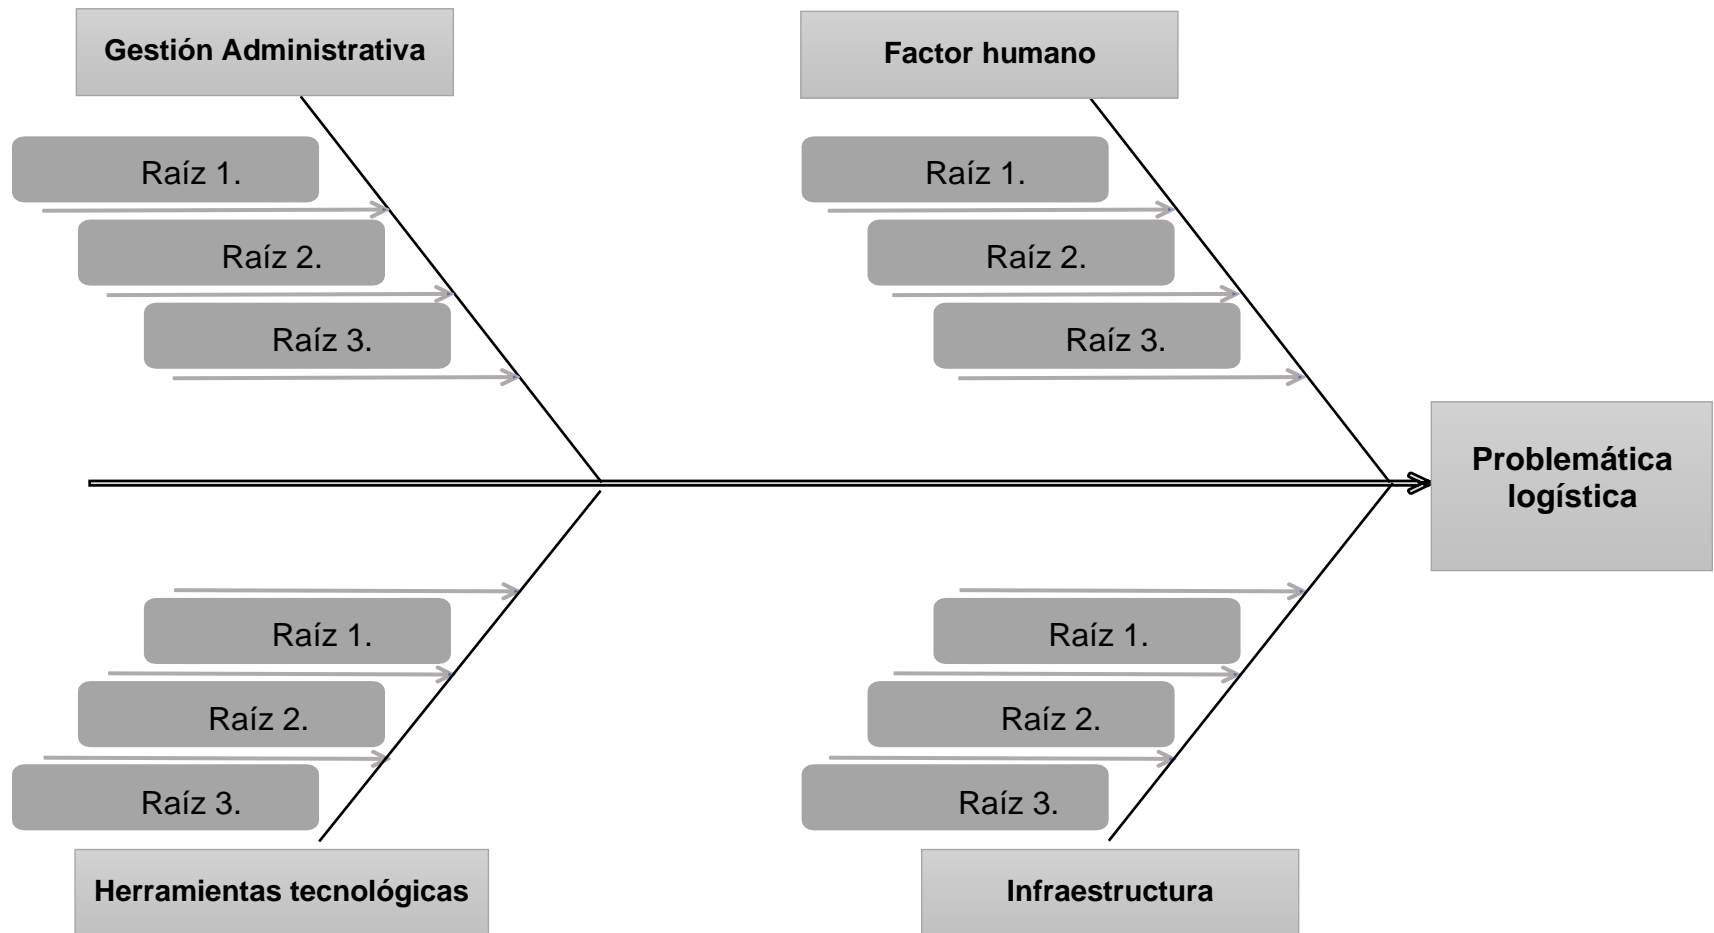 Gestión Administrativa
Factor humano
Raíz 1.
Raíz 2.
Raíz 3.
Raíz 1.
Raíz 2.
Raíz 3.
Problemática
logística
Raíz 1.
Raíz 2.
Raíz 3.
Raíz 1.
Raíz 2.
Raíz 3.
Herramientas tecnológicas
Infraestructura